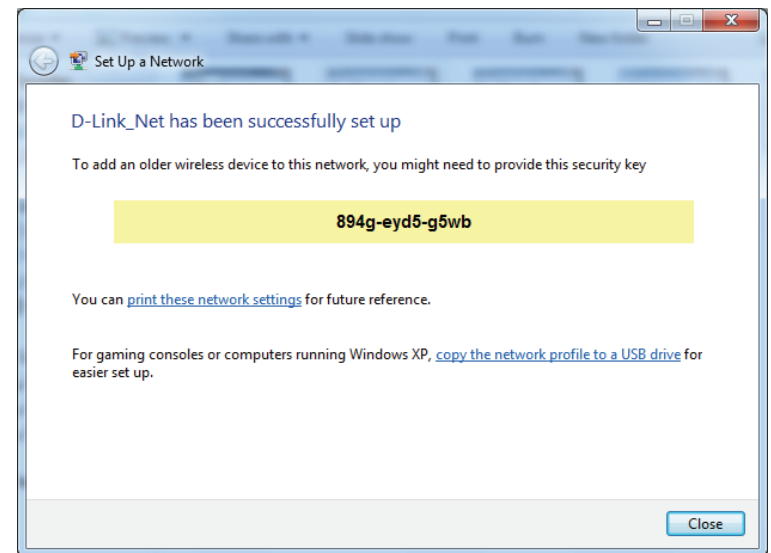 Set Up a Network
D-Link_Net has been successfully set up
To add an older wireless device to this network, you might need to provide this security key
894g-eyd5-g5wb
You can print these network settings for future reference.
For gaming consoles or computers running Windows XP, copy the network profile to a USB drive for
easier set up.
Close